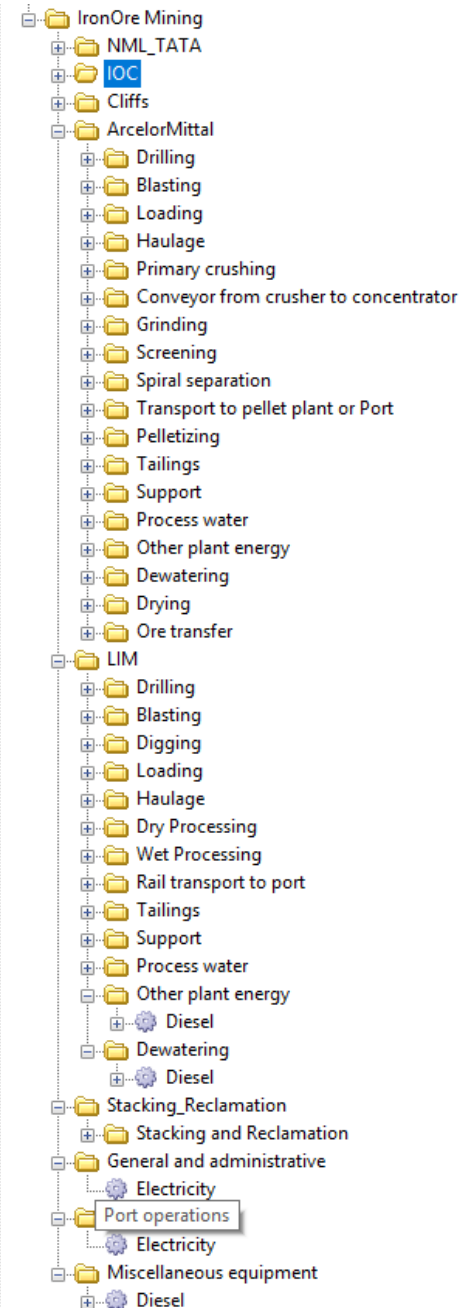 IronOre Mining
NML_TATA
IOC
Cliffs
ArcelorMittal
Drilling
Blasting
Loading
Haulage
Primary crushing
Conveyor from crusher to concentrator
Grinding
Screening
Spiral separation
Transport to pellet plant or Port
Pelletizing
Tailings
Support
Process water
Other plant energy
Dewatering
Drying
Ore transfer
LIM
Drilling
Blasting
Digging
Loading
Haulage
Dry Processing
Wet Processing
Rail transport to port
Tailings
Support
Process water
Other plant energy
Diesel
Dewatering
Diesel
Stacking_Reclamation
Stacking and Reclamation
General and administrative
Electricity
Port operations
Electricity
Miscellaneous equipment
Diesel